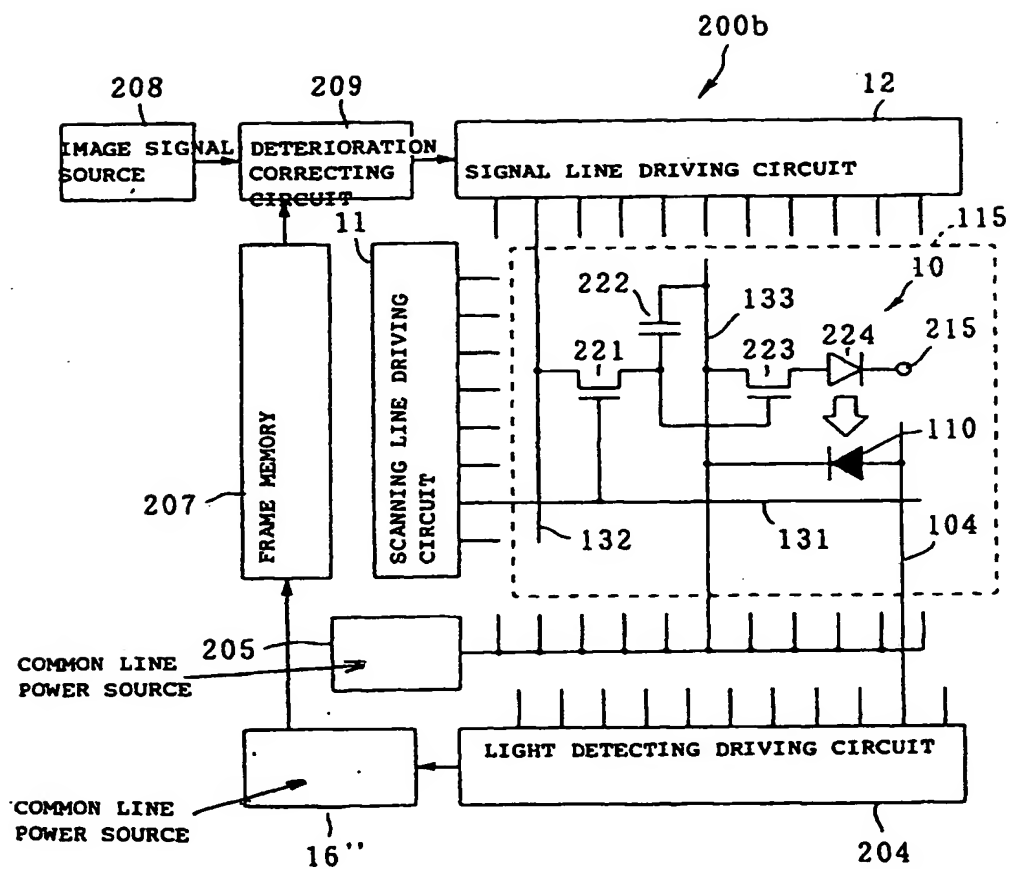 200b
208
209
12
IMAGE SIGNAL
SOURCE
DETERIORATION
CORRECTING
CIRCUIT
SIGNAL LINE DRIVING CIRCUIT
11
115
10
222
133
221
223
224
215
110
FRAME MEMORY
SCANNING LINE DRIVING
CIRCUIT
207
132
131
104
205
COMMON LINE
POWER SOURCE
LIGHT DETECTING DRIVING CIRCUIT
COMMON LINE
POWER SOURCE
16''
204